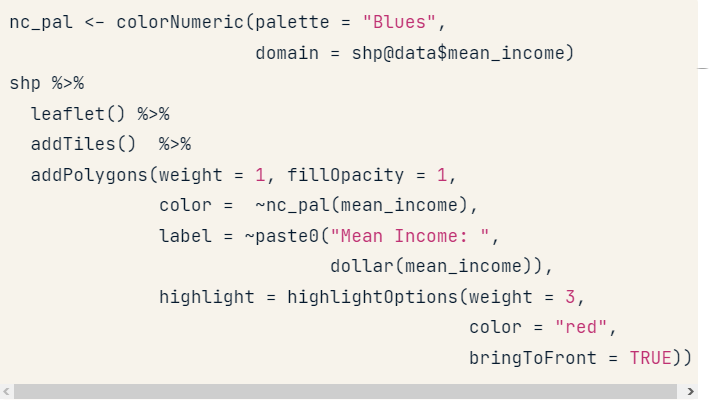 nc_pal <- colorNumeric(palette = "Blues",
                       domain = shp@data$mean_income)
shp %>%
  leaflet() %>%
  addTiles()  %>%
  addPolygons(weight = 1, fillOpacity = 1,
              color =  ~nc_pal(mean_income),
              label = ~paste0("Mean Income: ",
                              dollar(mean_income)),
              highlight = highlightOptions(weight = 3,
                                           color = "red",
                                           bringToFront = TRUE))